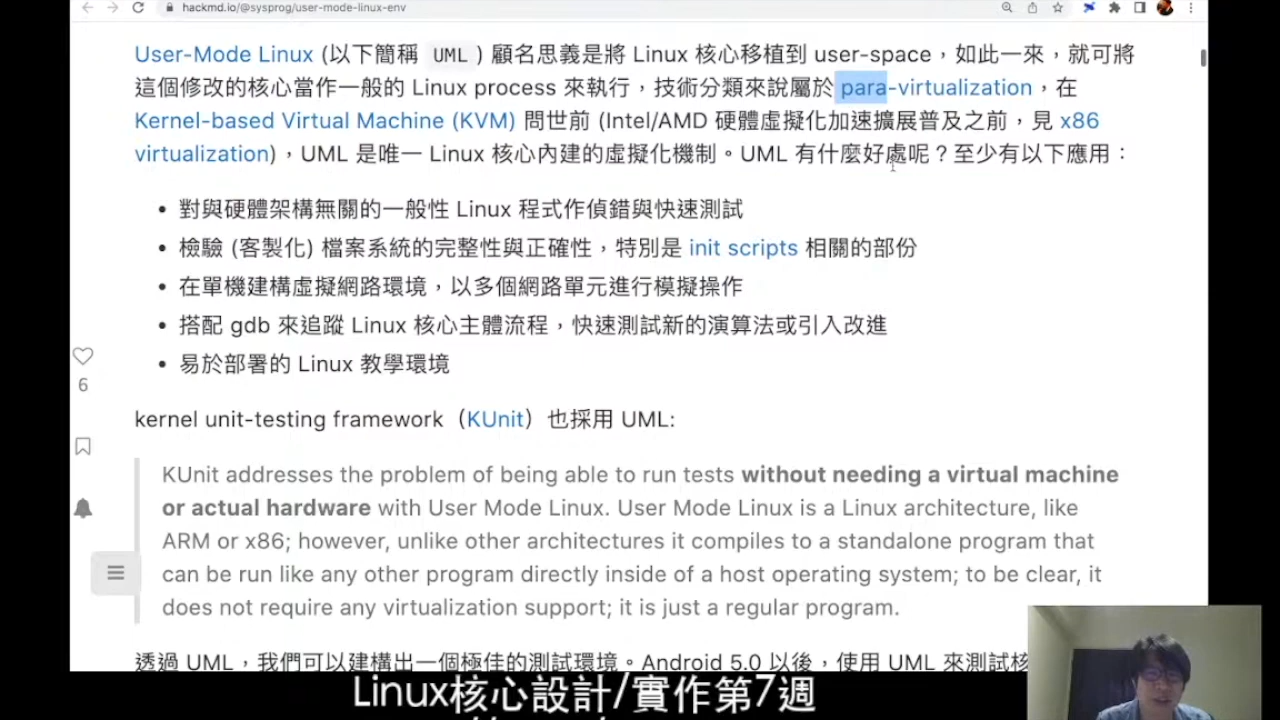 hackmd.io/@sysprog/user-mode-linux-env
User-Mode Linux (以下簡稱 UML ) 顧名思義是將 Linux 核心移植到 user-space，如此一來，就可將
這個修改的核心當作一般的 Linux process 來執行，技術分類來說屬於 para-virtualization，在
Kernel-based Virtual Machine (KVM) 問世前 (Intel/AMD 硬體虛擬化加速擴展普及之前，見 x86
virtualization)，UML 是唯一 Linux 核心內建的虛擬化機制。UML 有什麼好處呢？至少有以下應用：
• 對與硬體架構無關的一般性 Linux 程式作偵錯與快速測試
• 檢驗 (客製化) 檔案系統的完整性與正確性，特別是 init scripts 相關的部份
• 在單機建構虛擬網路環境，以多個網路單元進行模擬操作
• 搭配 gdb 來追蹤 Linux 核心主體流程，快速測試新的演算法或引入改進
• 易於部署的 Linux 教學環境
6
kernel unit-testing framework（KUnit）也採用 UML:
KUnit addresses the problem of being able to run tests without needing a virtual machine
or actual hardware with User Mode Linux. User Mode Linux is a Linux architecture, like
ARM or x86; however, unlike other architectures it compiles to a standalone program that
can be run like any other program directly inside of a host operating system; to be clear, it
does not require any virtualization support; it is just a regular program.
透過 UML，我們可以建構出一個極佳的測試環境。Android 5.0 以後，使用 UML 來測試核
Linux核心設計/實作第7週